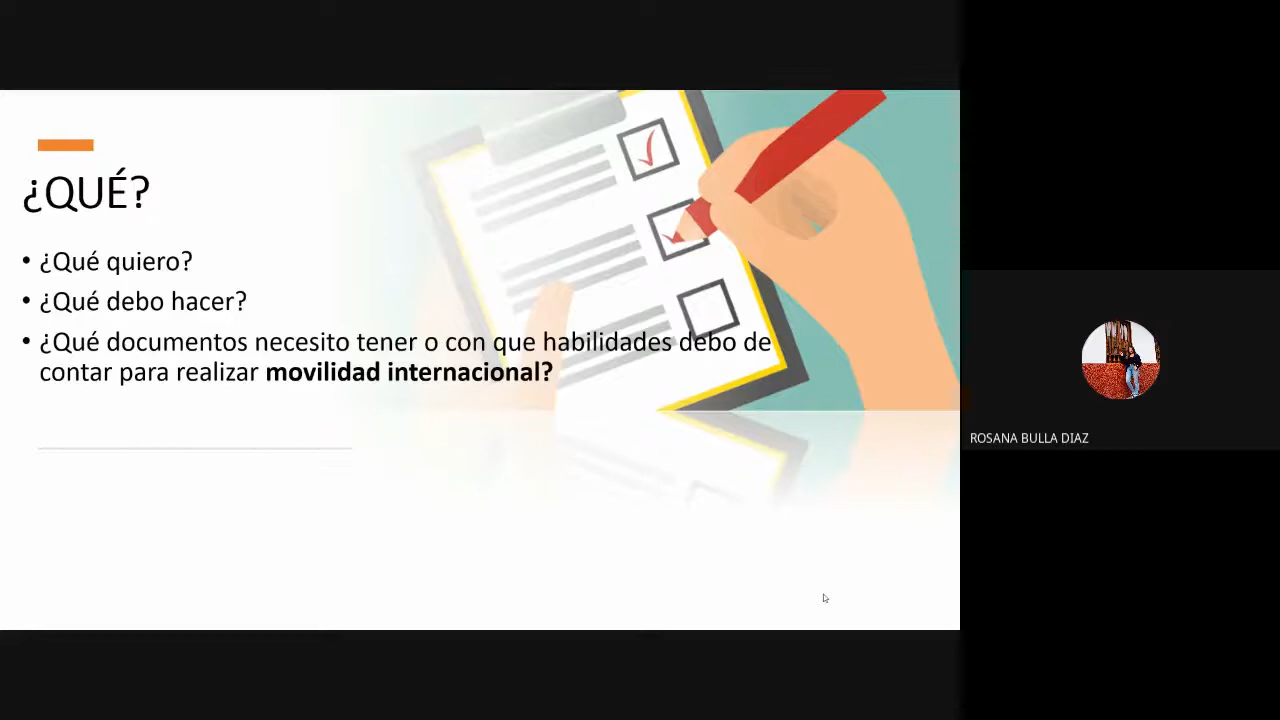 ¿QUÉ?
• ¿Qué quiero?
• ¿Qué debo hacer?
• ¿Qué documentos necesito tener o con que habilidades debo de
contar para realizar movilidad internacional?
ROSANA BULLA DIAZ